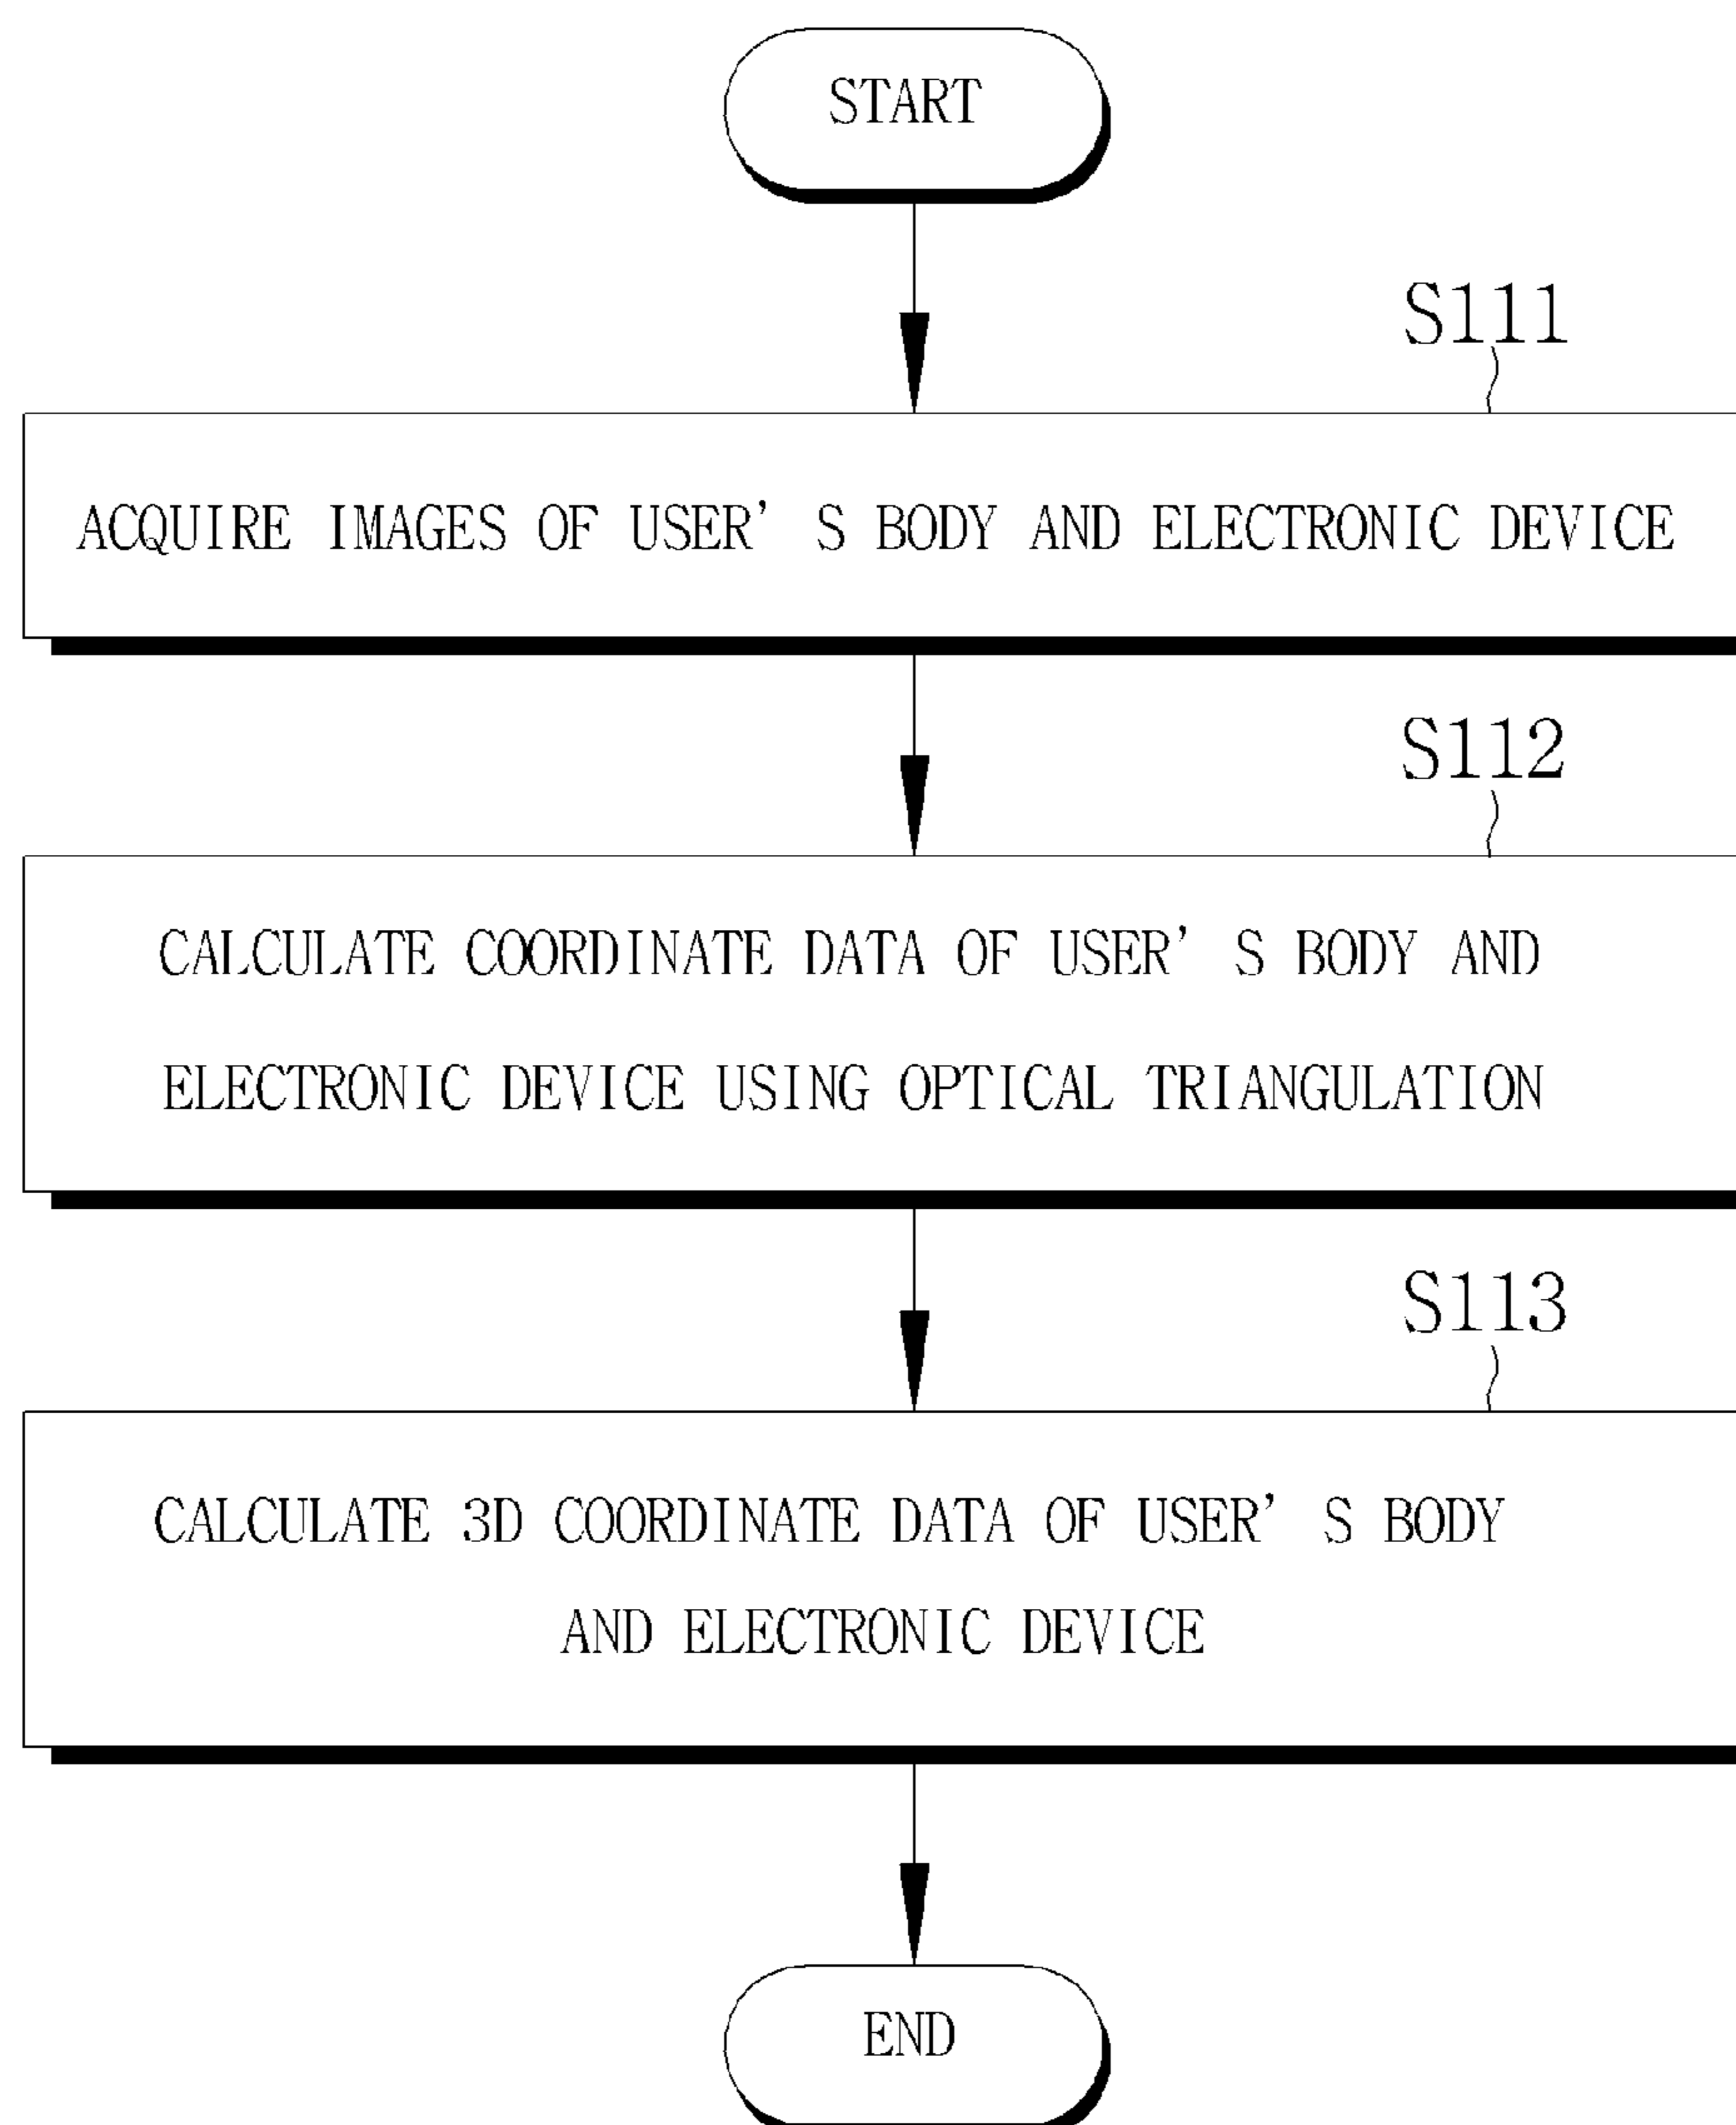 START
S111
ACQUIRE IMAGES OF USER' S BODY AND ELECTRONIC DEVICE
S112
CALCULATE COORDINATE DATA OF USER' S BODY AND
ELECTRONIC DEVICE USING OPTICAL TRIANGULATION
S113
CALCULATE 3D COORDINATE DATA OF USER' S BODY
AND ELECTRONIC DEVICE
END